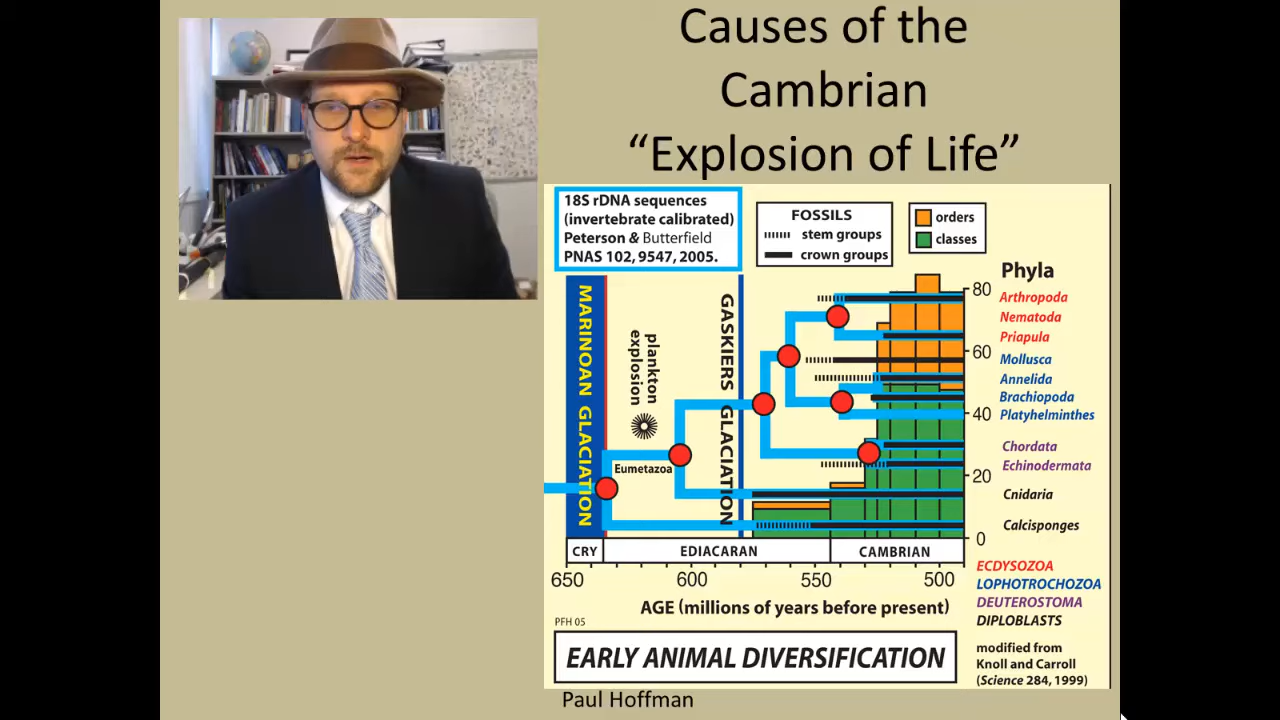 Causes of the
Cambrian
“Explosion of Life”
18S rDNA sequences
(invertebrate calibrated)
Peterson & Butterfield
PNAS 102, 9547, 2005.
FOSSILS
stem groups
crown groups
orders
classes
Phyla
80
60
40
20
0
Arthropoda
Nematoda
Priapula
Mollusca
Annelida
Brachiopoda
Platyhelminthes
Chordata
Echinodermata
Cnidaria
Calcisponges
MARINOAN GLACIATION
plankton
explosion
GASKIERS GLACIATION
Eumetazoa
CRY
EDIACARAN
CAMBRIAN
650
600
550
500
AGE (millions of years before present)
ECDYSOZOA
LOPHOTROCHOZOA
DEUTEROSTOMA
DIPLOBLASTS
PFH 05
EARLY ANIMAL DIVERSIFICATION
modified from
Knoll and Carroll
(Science 284, 1999)
Paul Hoffman